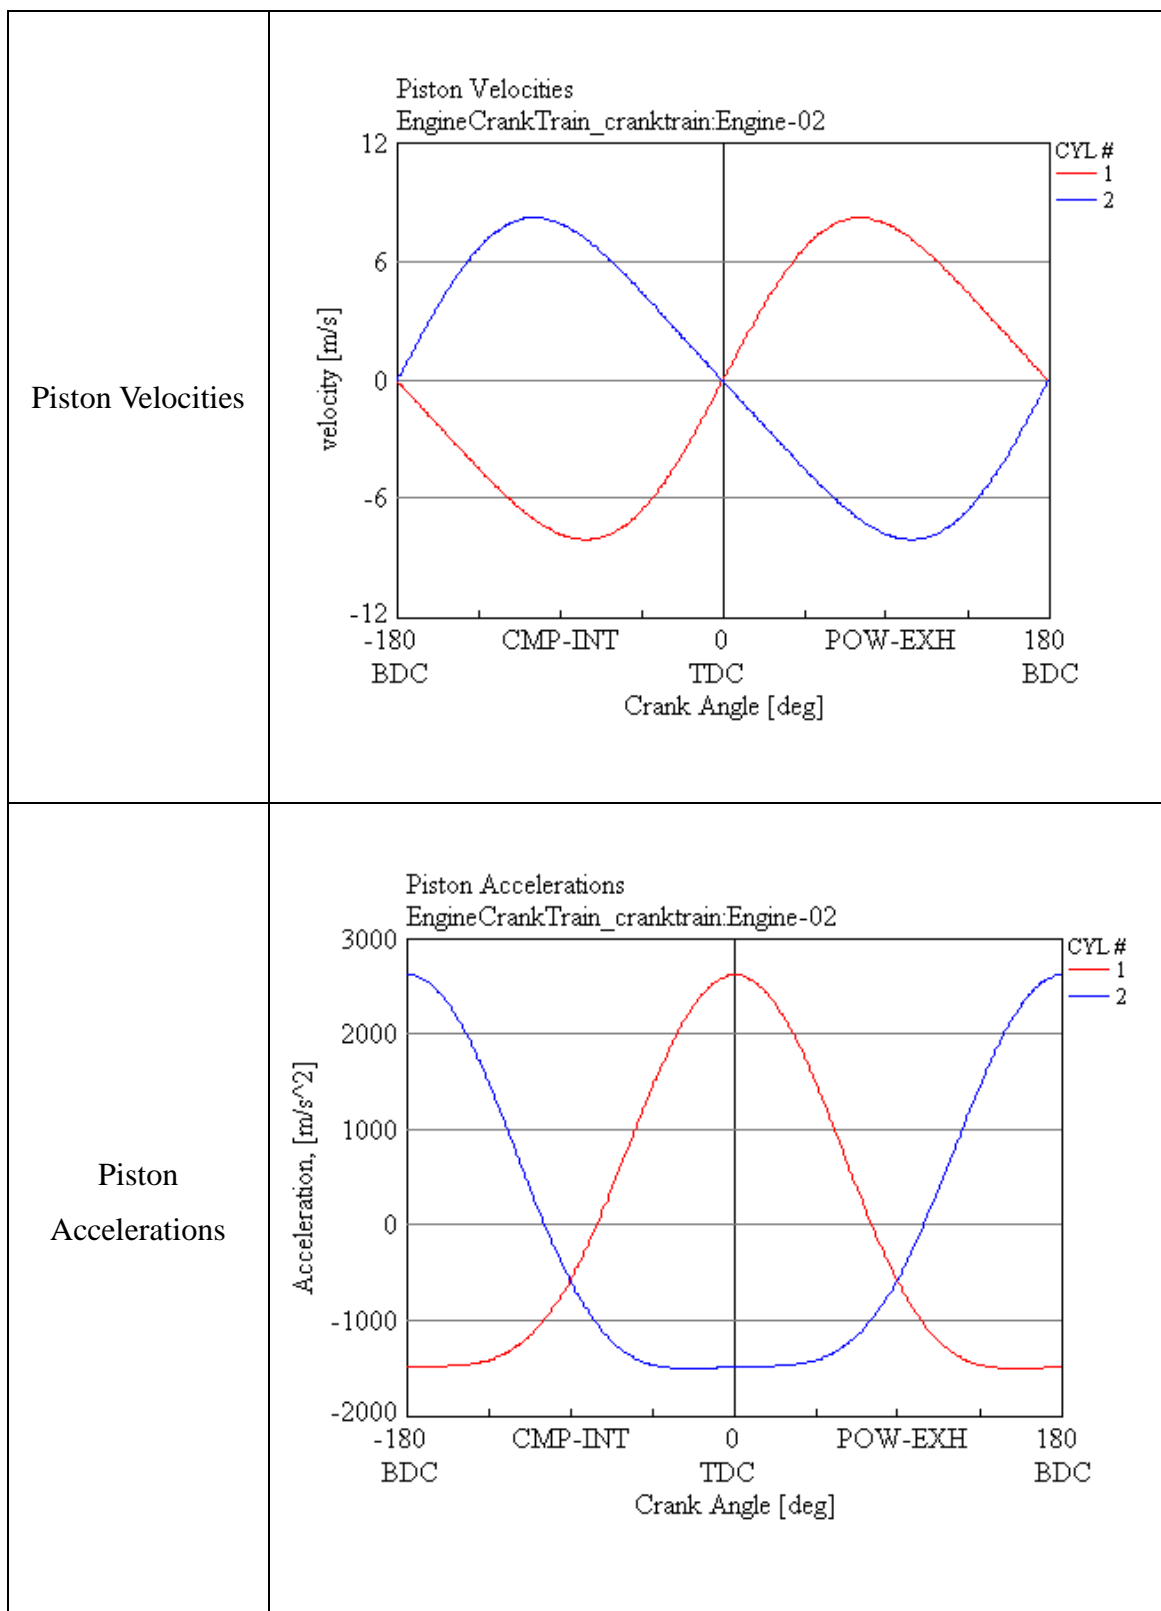 Piston Velocities
Piston Velocities
EngineCrankTrain_cranktrain:Engine-02
12
6
0
-6
-12
velocity [m/s]
CYL #
1
2
-180 CMP-INT 0 POW-EXH 180
BDC TDC BDC
Crank Angle [deg]
Piston
Accelerations
Piston Accelerations
EngineCrankTrain_cranktrain:Engine-02
3000
2000
1000
0
-1000
-2000
Acceleration, [m/s^2]
CYL #
1
2
-180 CMP-INT 0 POW-EXH 180
BDC TDC BDC
Crank Angle [deg]